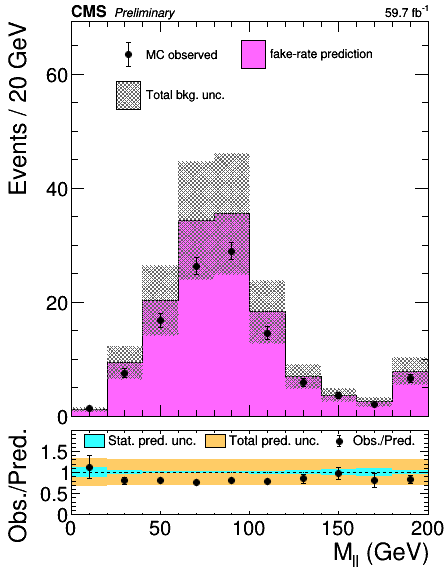 CMS Preliminary 59.7 fb⁻¹
Events / 20 GeV
MC observed
fake-rate prediction
Total bkg. unc.
60
40
20
0
Obs./Pred.
Stat. pred. unc. Total pred. unc. Obs./Pred.
1.5
1
0.5
0
0 50 100 150 200
M_{||} (GeV)